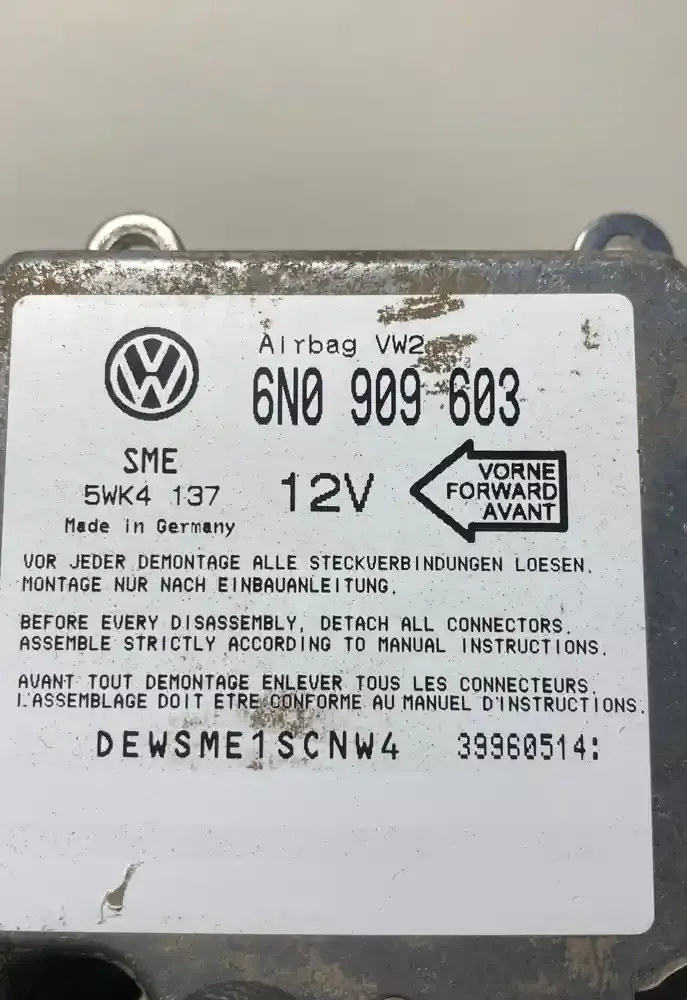 Airbag VW2
6N0 909 603
SME
5WK4 137
Made in Germany
12V
VORNE
FORWARD
AVANT
VOR JEDER DEMONTAGE ALLE STECKVERBINDUNGEN LOESEN.
MONTAGE NUR NACH EINBAUANLEITUNG.
BEFORE EVERY DISASSEMBLY, DETACH ALL CONNECTORS.
ASSEMBLE STRICTLY ACCORDING TO MANUAL INSTRUCTIONS.
AVANT TOUT DEMONTAGE ENLEVER TOUS LES CONNECTEURS.
L'ASSEMBLAGE DOIT ETRE CONFORME AU MANUEL D'INSTRUCTIONS.
DEWSME1SCNW4 39960514: